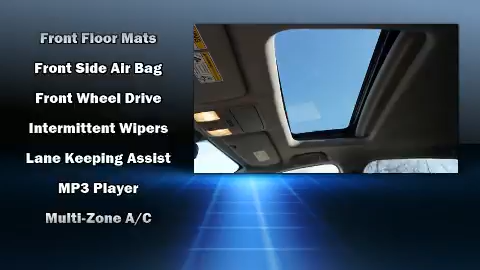 Front Floor Mats
Front Side Air Bag
Front Wheel Drive
Intermittent Wipers
Lane Keeping Assist
MP3 Player
Multi-Zone A/C